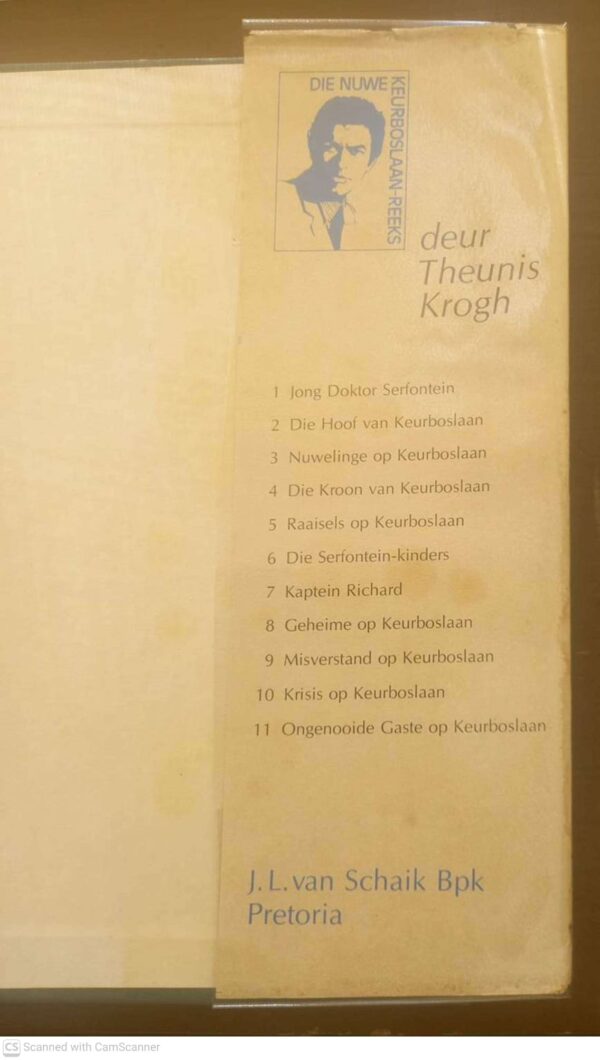 DIE NUWE
KEURBOSLAAN-REEKS
deur
Theunis
Krogh
1 Jong Doktor Serfontein
2 Die Hoof van Keurboslaan
3 Nuwelinge op Keurboslaan
4 Die Kroon van Keurboslaan
5 Raaisels op Keurboslaan
6 Die Serfontein-kinders
7 Kaptein Richard
8 Geheime op Keurboslaan
9 Misverstand op Keurboslaan
10 Krisis op Keurboslaan
11 Ongenooide Gaste op Keurboslaan
J.L.van Schaik Bpk
Pretoria
CS Scanned with CamScanner